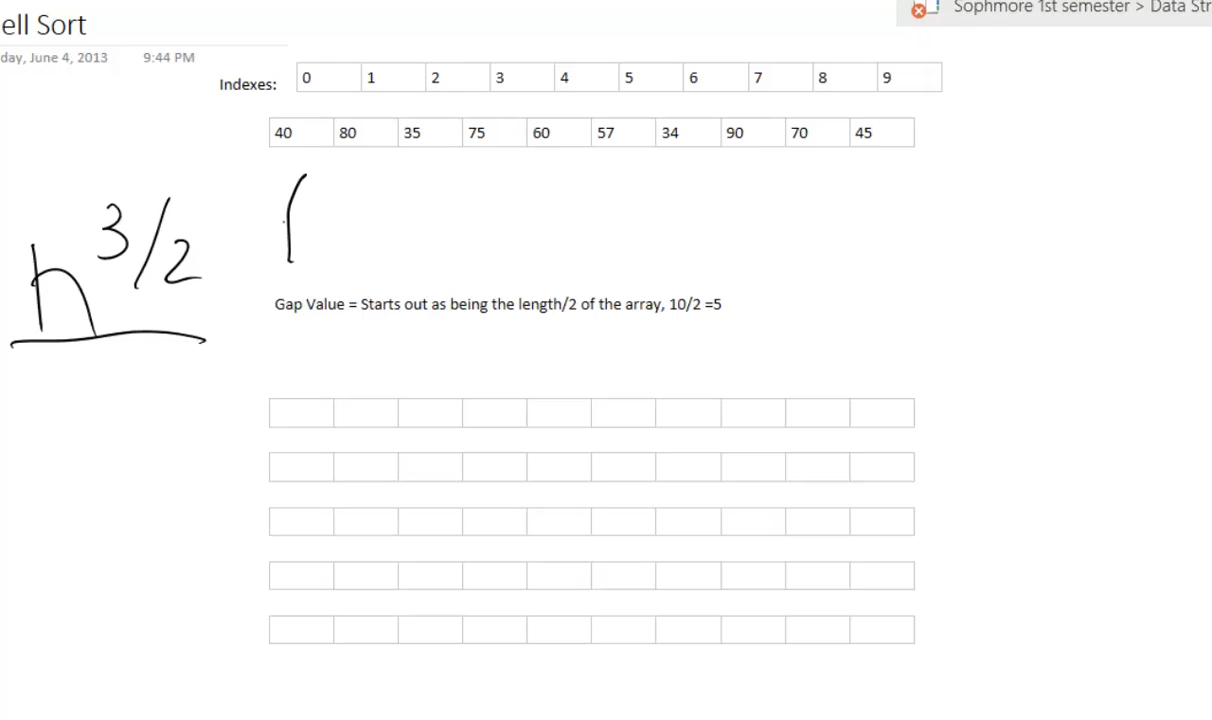 ell Sort
Sophmore 1st semester > Data Str
day, June 4, 2013 9:44 PM
Indexes: 0 1 2 3 4 5 6 7 8 9
40 80 35 75 60 57 34 90 70 45
n^3/2
Gap Value = Starts out as being the length/2 of the array, 10/2 =5